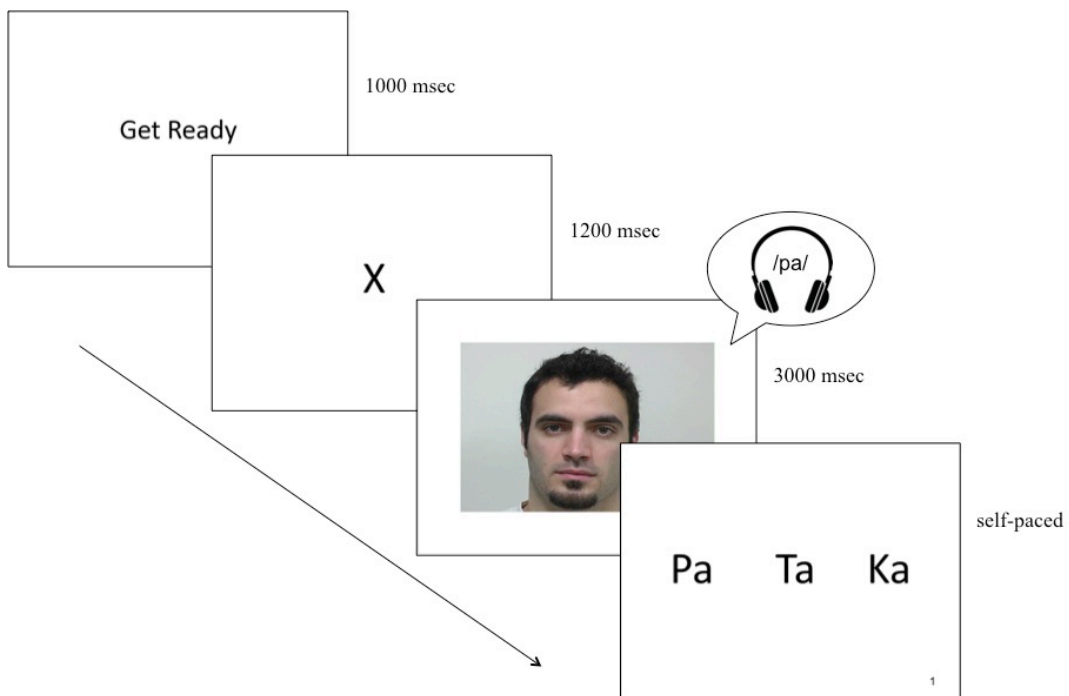 1000 msec
Get Ready
1200 msec
X
/pa/
3000 msec
self-paced
Pa Ta Ka
1